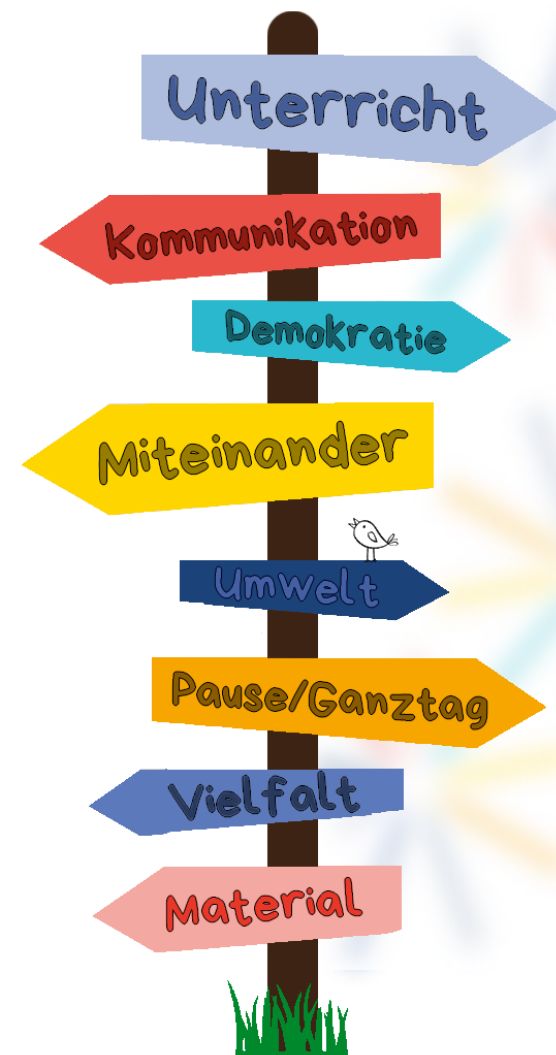 Unterricht
Kommunikation
Demokratie
Miteinander
Umwelt
Pause/Ganztag
Vielfalt
Material